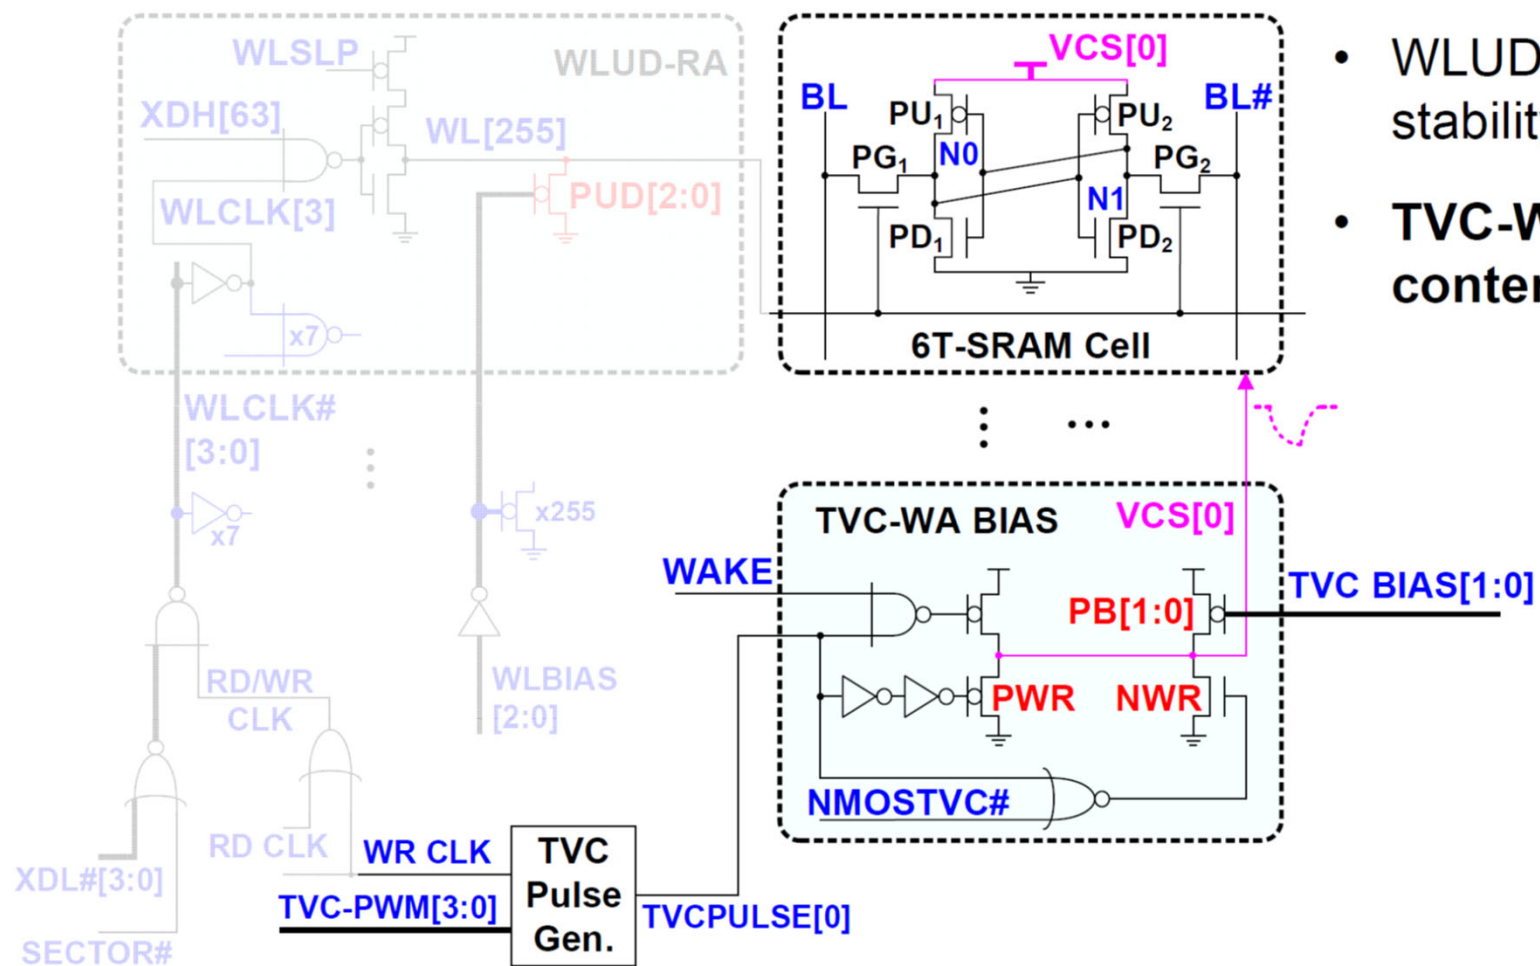 WLSLP
WLUD-RA
XDH[63]
WL[255]
WLCLK[3]
PUD[2:0]
x7
WLCLK#
[3:0]
x7
x255
RD/WR
CLK
WLBIAS
[2:0]
RD CLK
XDL#[3:0]
SECTOR#
VCS[0]
BL
BL#
PU1
PU2
PG1
N0
PG2
N1
PD1
PD2
6T-SRAM Cell
• WLUD
• TVC-W
TVC-WA BIAS
VCS[0]
WAKE
TVC BIAS[1:0]
PB[1:0]
PWR
NWR
NMOSTVC#
WR CLK
TVC-PWM[3:0]
TVC
Pulse
Gen.
TVCPULSE[0]